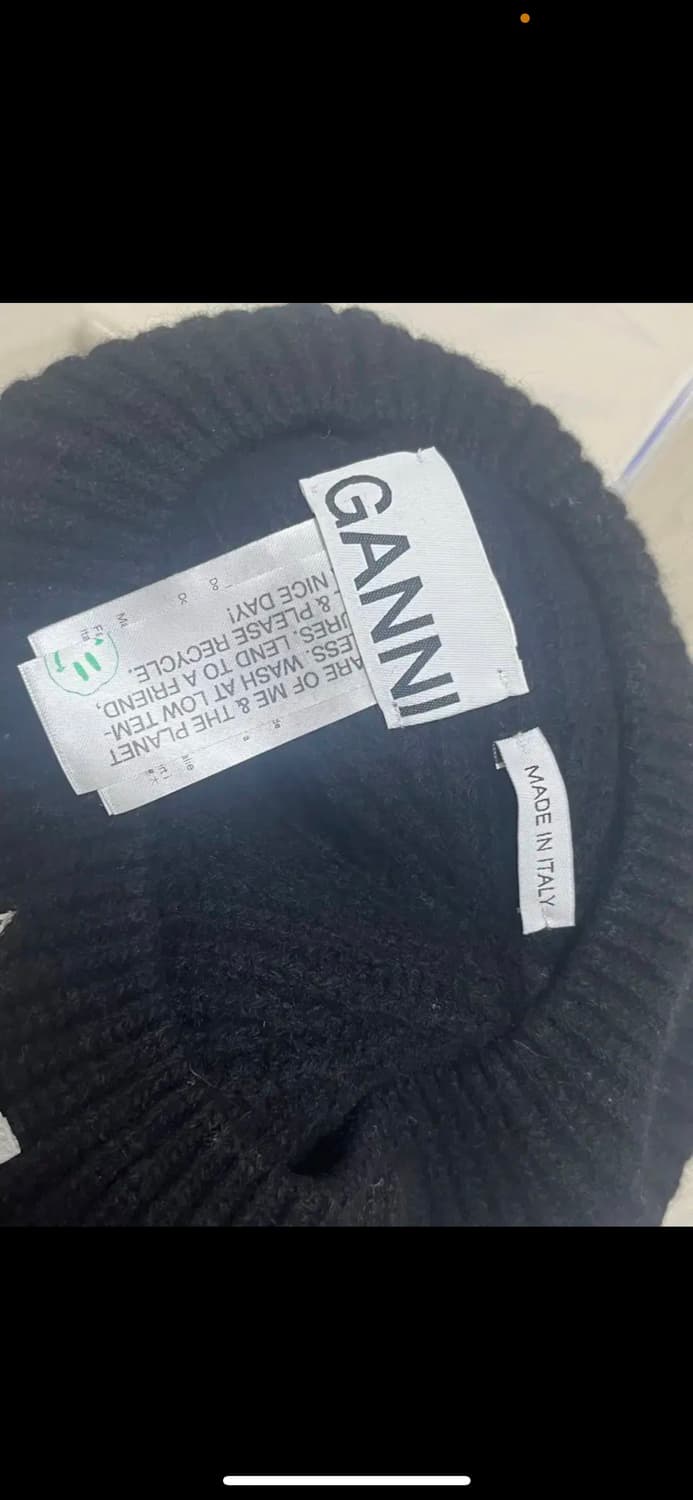 GANNI
MADE IN ITALY
ARE OF ME & THE PLANET
ESS. WASH AT LOW TEM-
URES. LEND TO A FRIEND,
& PLEASE RECYCLE.
NICE DAY!